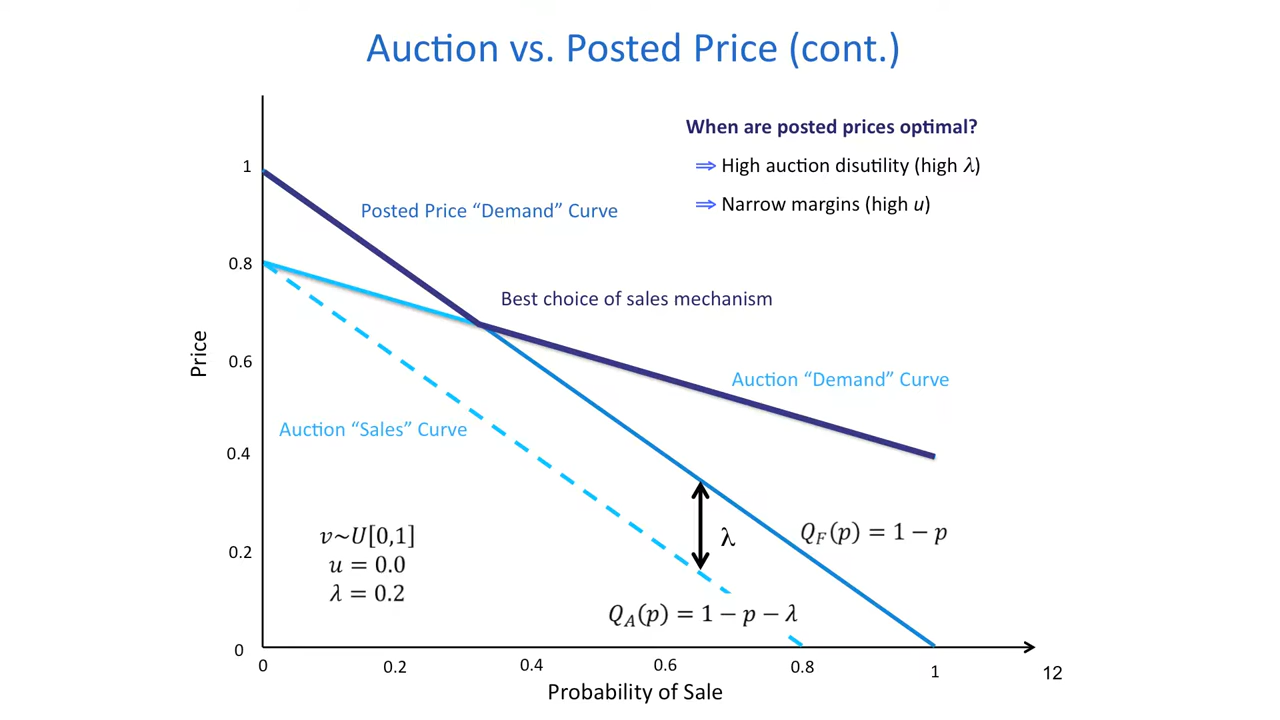 Auction vs. Posted Price (cont.)
When are posted prices optimal?
⇒ High auction disutility (high λ)
⇒ Narrow margins (high u)
1
Posted Price “Demand” Curve
0.8
Best choice of sales mechanism
Price
0.6
Auction “Demand” Curve
Auction “Sales” Curve
0.4
v~U[0,1]
u = 0.0
λ = 0.2
λ
Q_F(p) = 1 − p
0.2
Q_A(p) = 1 − p − λ
0
0 0.2 0.4 0.6 0.8 1
12
Probability of Sale